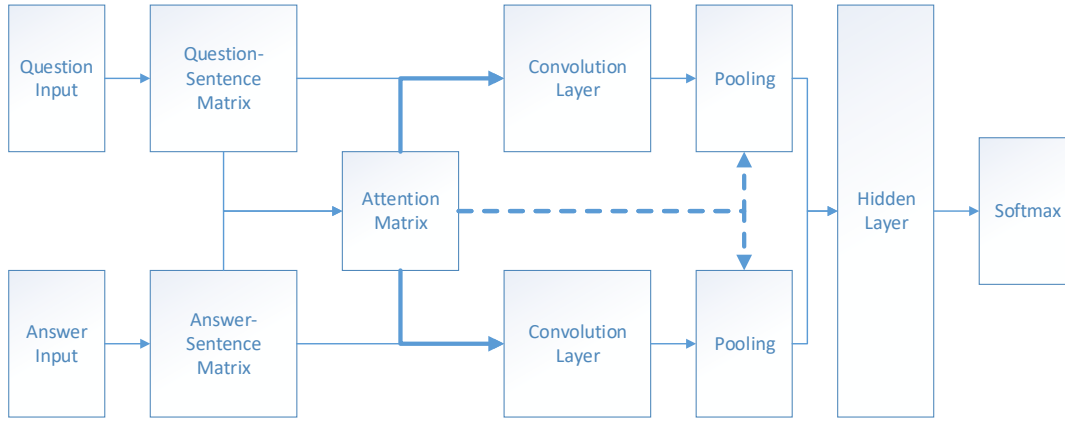 Question
Input
Question-
Sentence
Matrix
Convolution
Layer
Pooling
Attention
Matrix
Hidden
Layer
Softmax
Answer
Input
Answer-
Sentence
Matrix
Convolution
Layer
Pooling